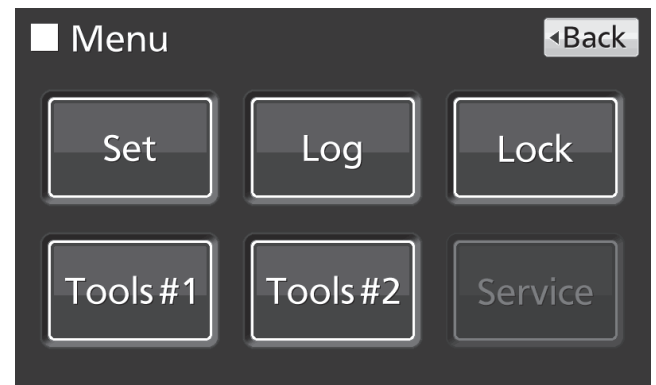 Menu
◂Back
Set
Log
Lock
Tools #1
Tools #2
Service